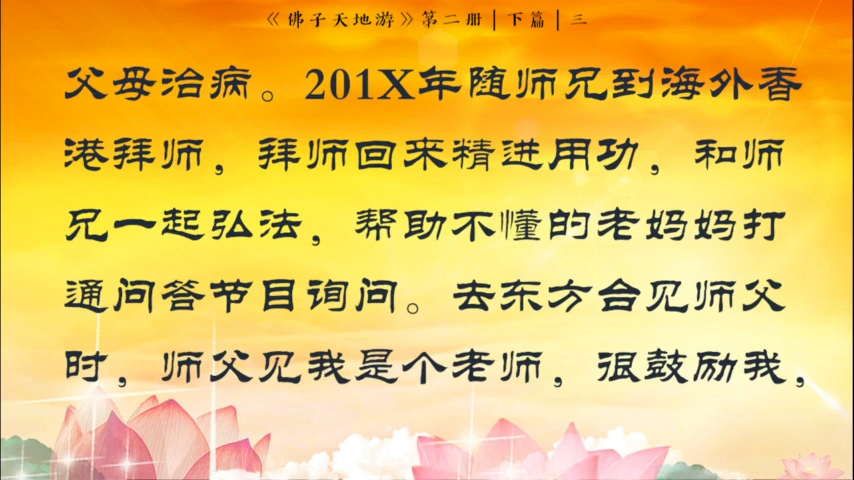 《佛子天地游》第二册|下篇|三
父母治病。201X年随师兄到海外香
港拜师，拜师回来精进用功，和师
兄一起弘法，帮助不懂的老妈妈打
通问答节目询问。去东方台见师父
时，师父见我是个老师，很鼓励我，